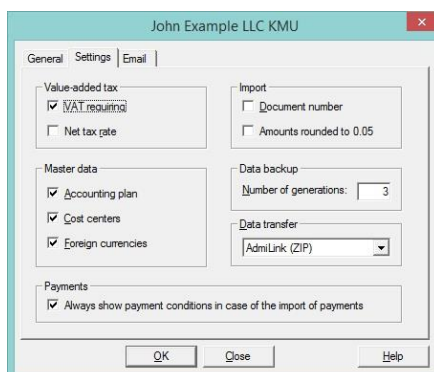 John Example LLC KMU
General Settings Email
Value-added tax
VAT requiring
Net tax rate
Import
Document number
Amounts rounded to 0.05
Master data
Accounting plan
Cost centers
Foreign currencies
Data backup
Number of generations: 3
Data transfer
AdmiLink (ZIP)
Payments
Always show payment conditions in case of the import of payments
OK Close Help